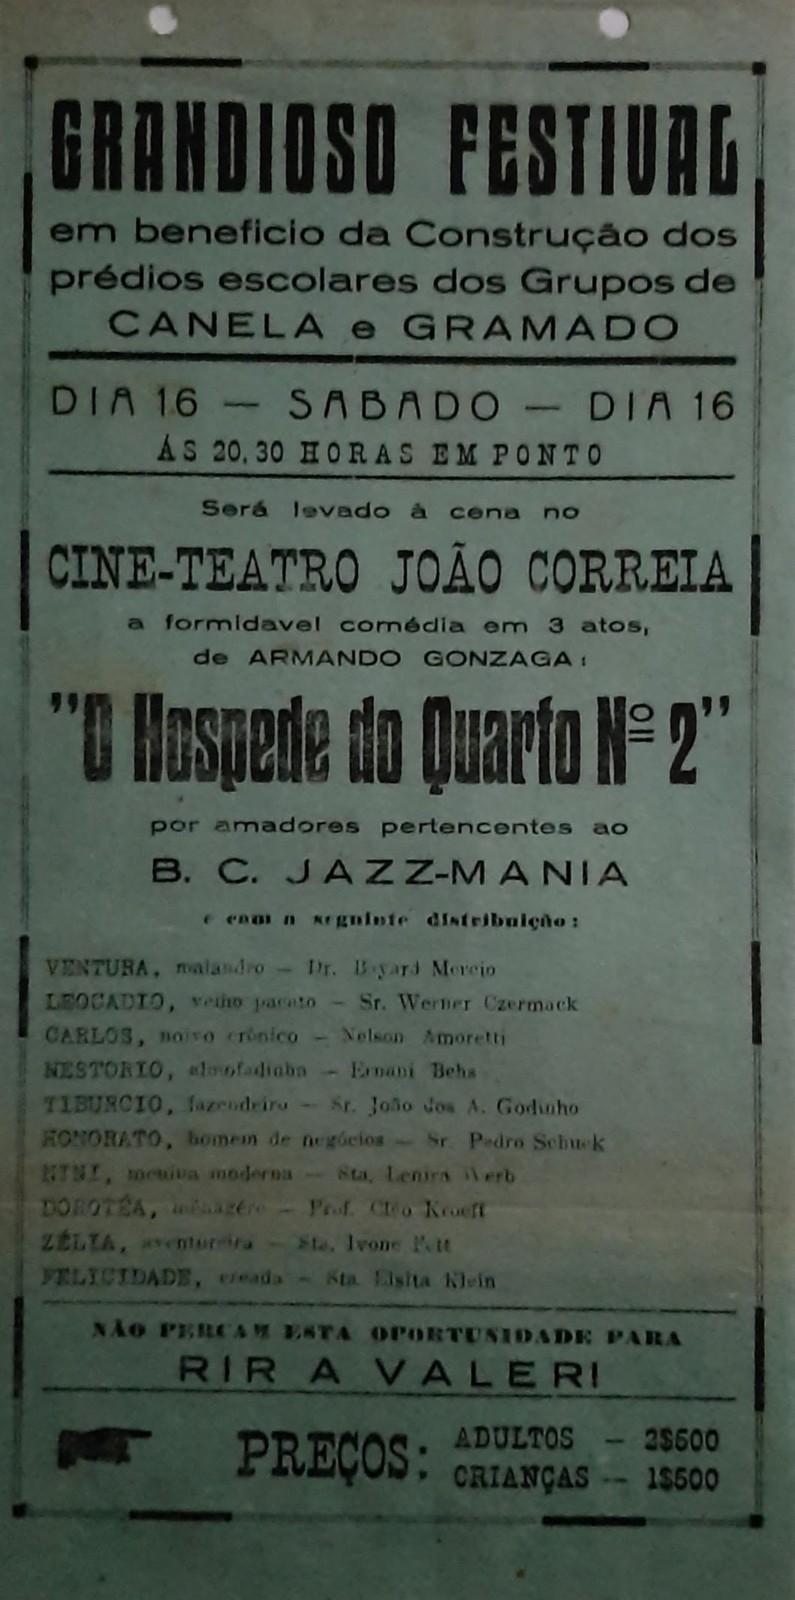 GRANDIOSO FESTIVAL
em beneficio da Construção dos
prédios escolares dos Grupos de
CANELA e GRAMADO
DIA 16 — SABADO — DIA 16
ÁS 20,30 HORAS EM PONTO
Será levado à cena no
CINE-TEATRO JOÃO CORREIA
a formidavel comédia em 3 atos,
de ARMANDO GONZAGA:
"O Hospede do Quarto Nº 2"
por amadores pertencentes ao
B. C. JAZZ-MANIA
e com a seguinte distribuição:
VENTURA, malandro — Dr. Bayard Mercio
LEOCADIO, velho pacato — Sr. Werner Czermack
CARLOS, noivo crônico — Nelson Amoretti
NESTORIO, almofadinha — Ernani Behs
TIBURCIO, fazendeiro — Sr. João dos A. Godinho
HONORATO, homem de negócios — Sr. Pedro Schuck
NINI, menina moderna — Sta. Lenira Werb
DOROTÉA, — Prof. Cléo Kroeff
ZÉLIA, aventureira — Sta. Ivone
FELICIDADE, creada — Sta. Elsita Klein
NÃO PERCAM ESTA OPORTUNIDADE PARA
RIR A VALER!
PREÇOS:
ADULTOS — 2$500
CRIANÇAS — 1$500